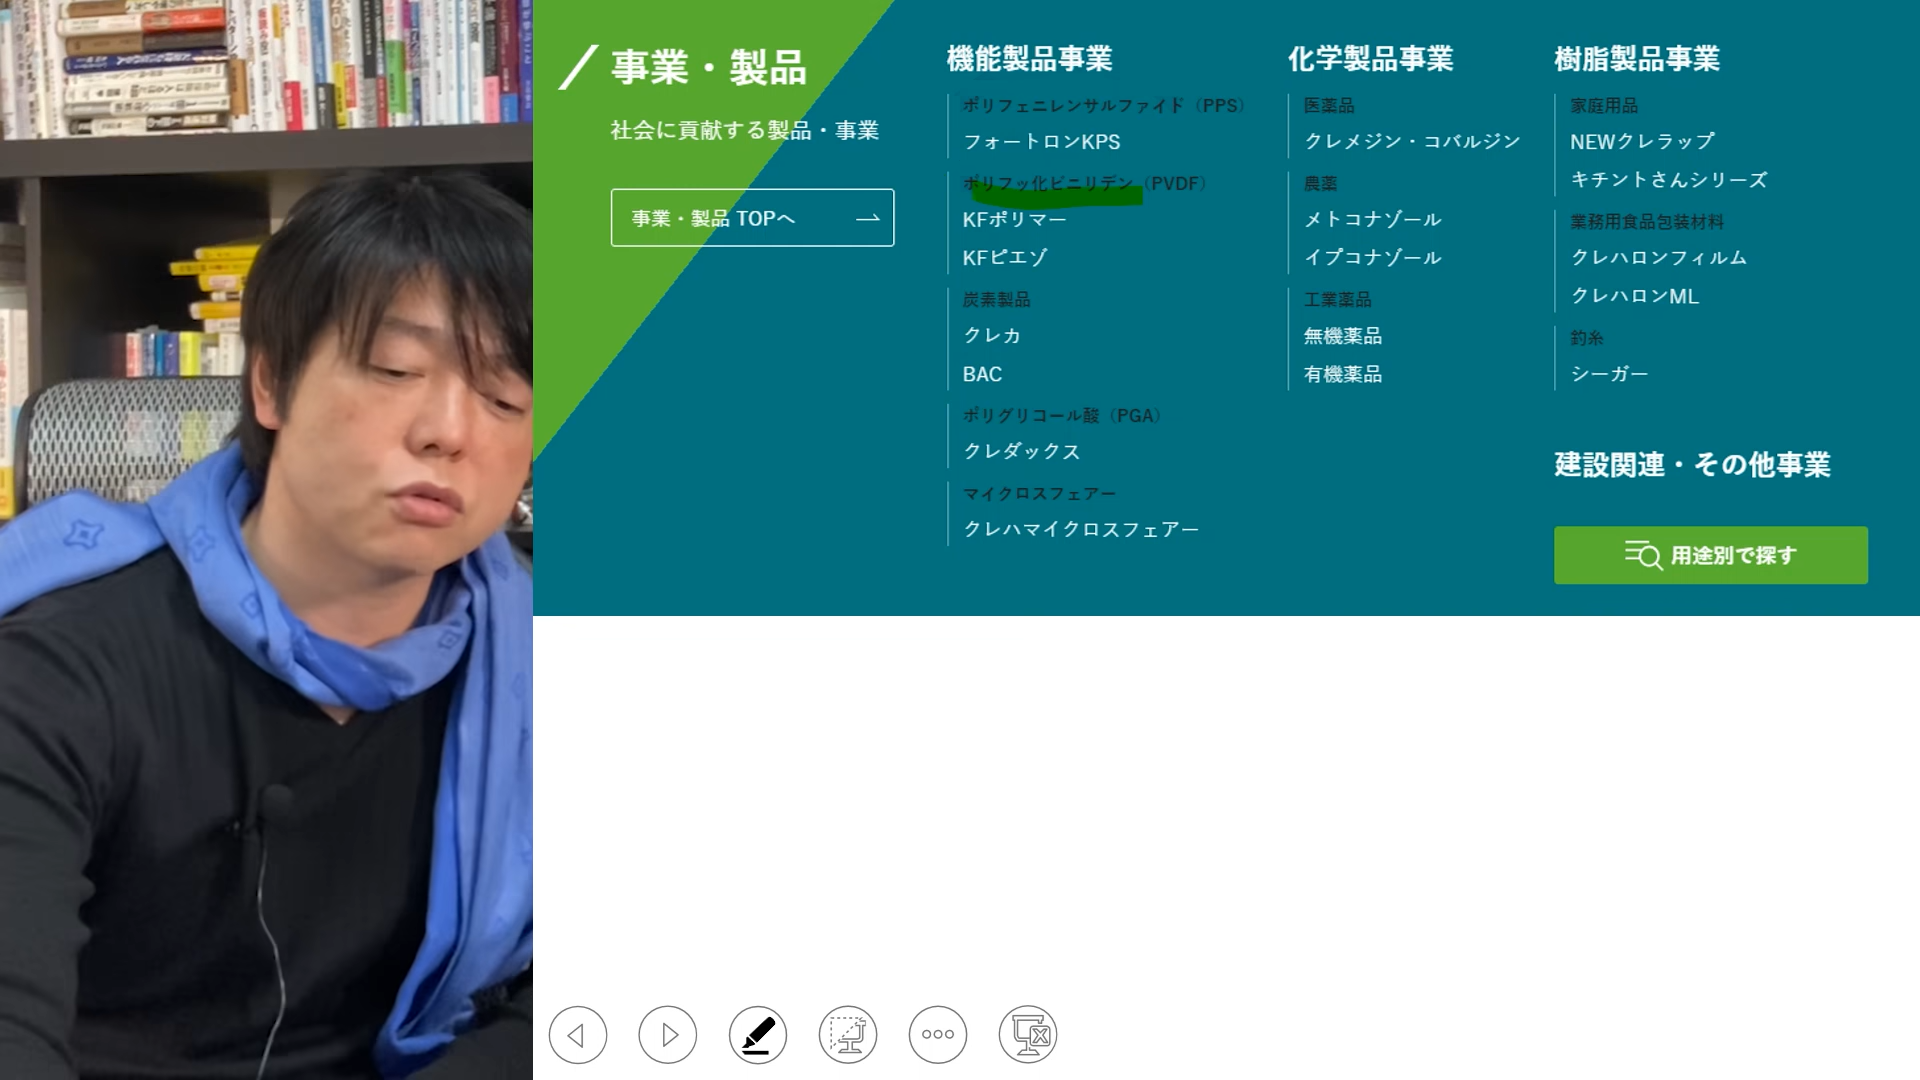 事業・製品
社会に貢献する製品・事業
事業・製品 TOPへ
機能製品事業
ポリフェニレンサルファイド（PPS）
フォートロンKPS
ポリフッ化ビニリデン（PVDF）
KFポリマー
KFピエゾ
炭素製品
クレカ
BAC
ポリグリコール酸（PGA）
クレダックス
マイクロスフェアー
クレハマイクロスフェアー
化学製品事業
医薬品
クレメジン・コバルジン
農薬
メトコナゾール
イプコナゾール
工業薬品
無機薬品
有機薬品
樹脂製品事業
家庭用品
NEWクレラップ
キチントさんシリーズ
業務用食品包装材料
クレハロンフィルム
クレハロンML
釣糸
シーガー
建設関連・その他事業
用途別で探す